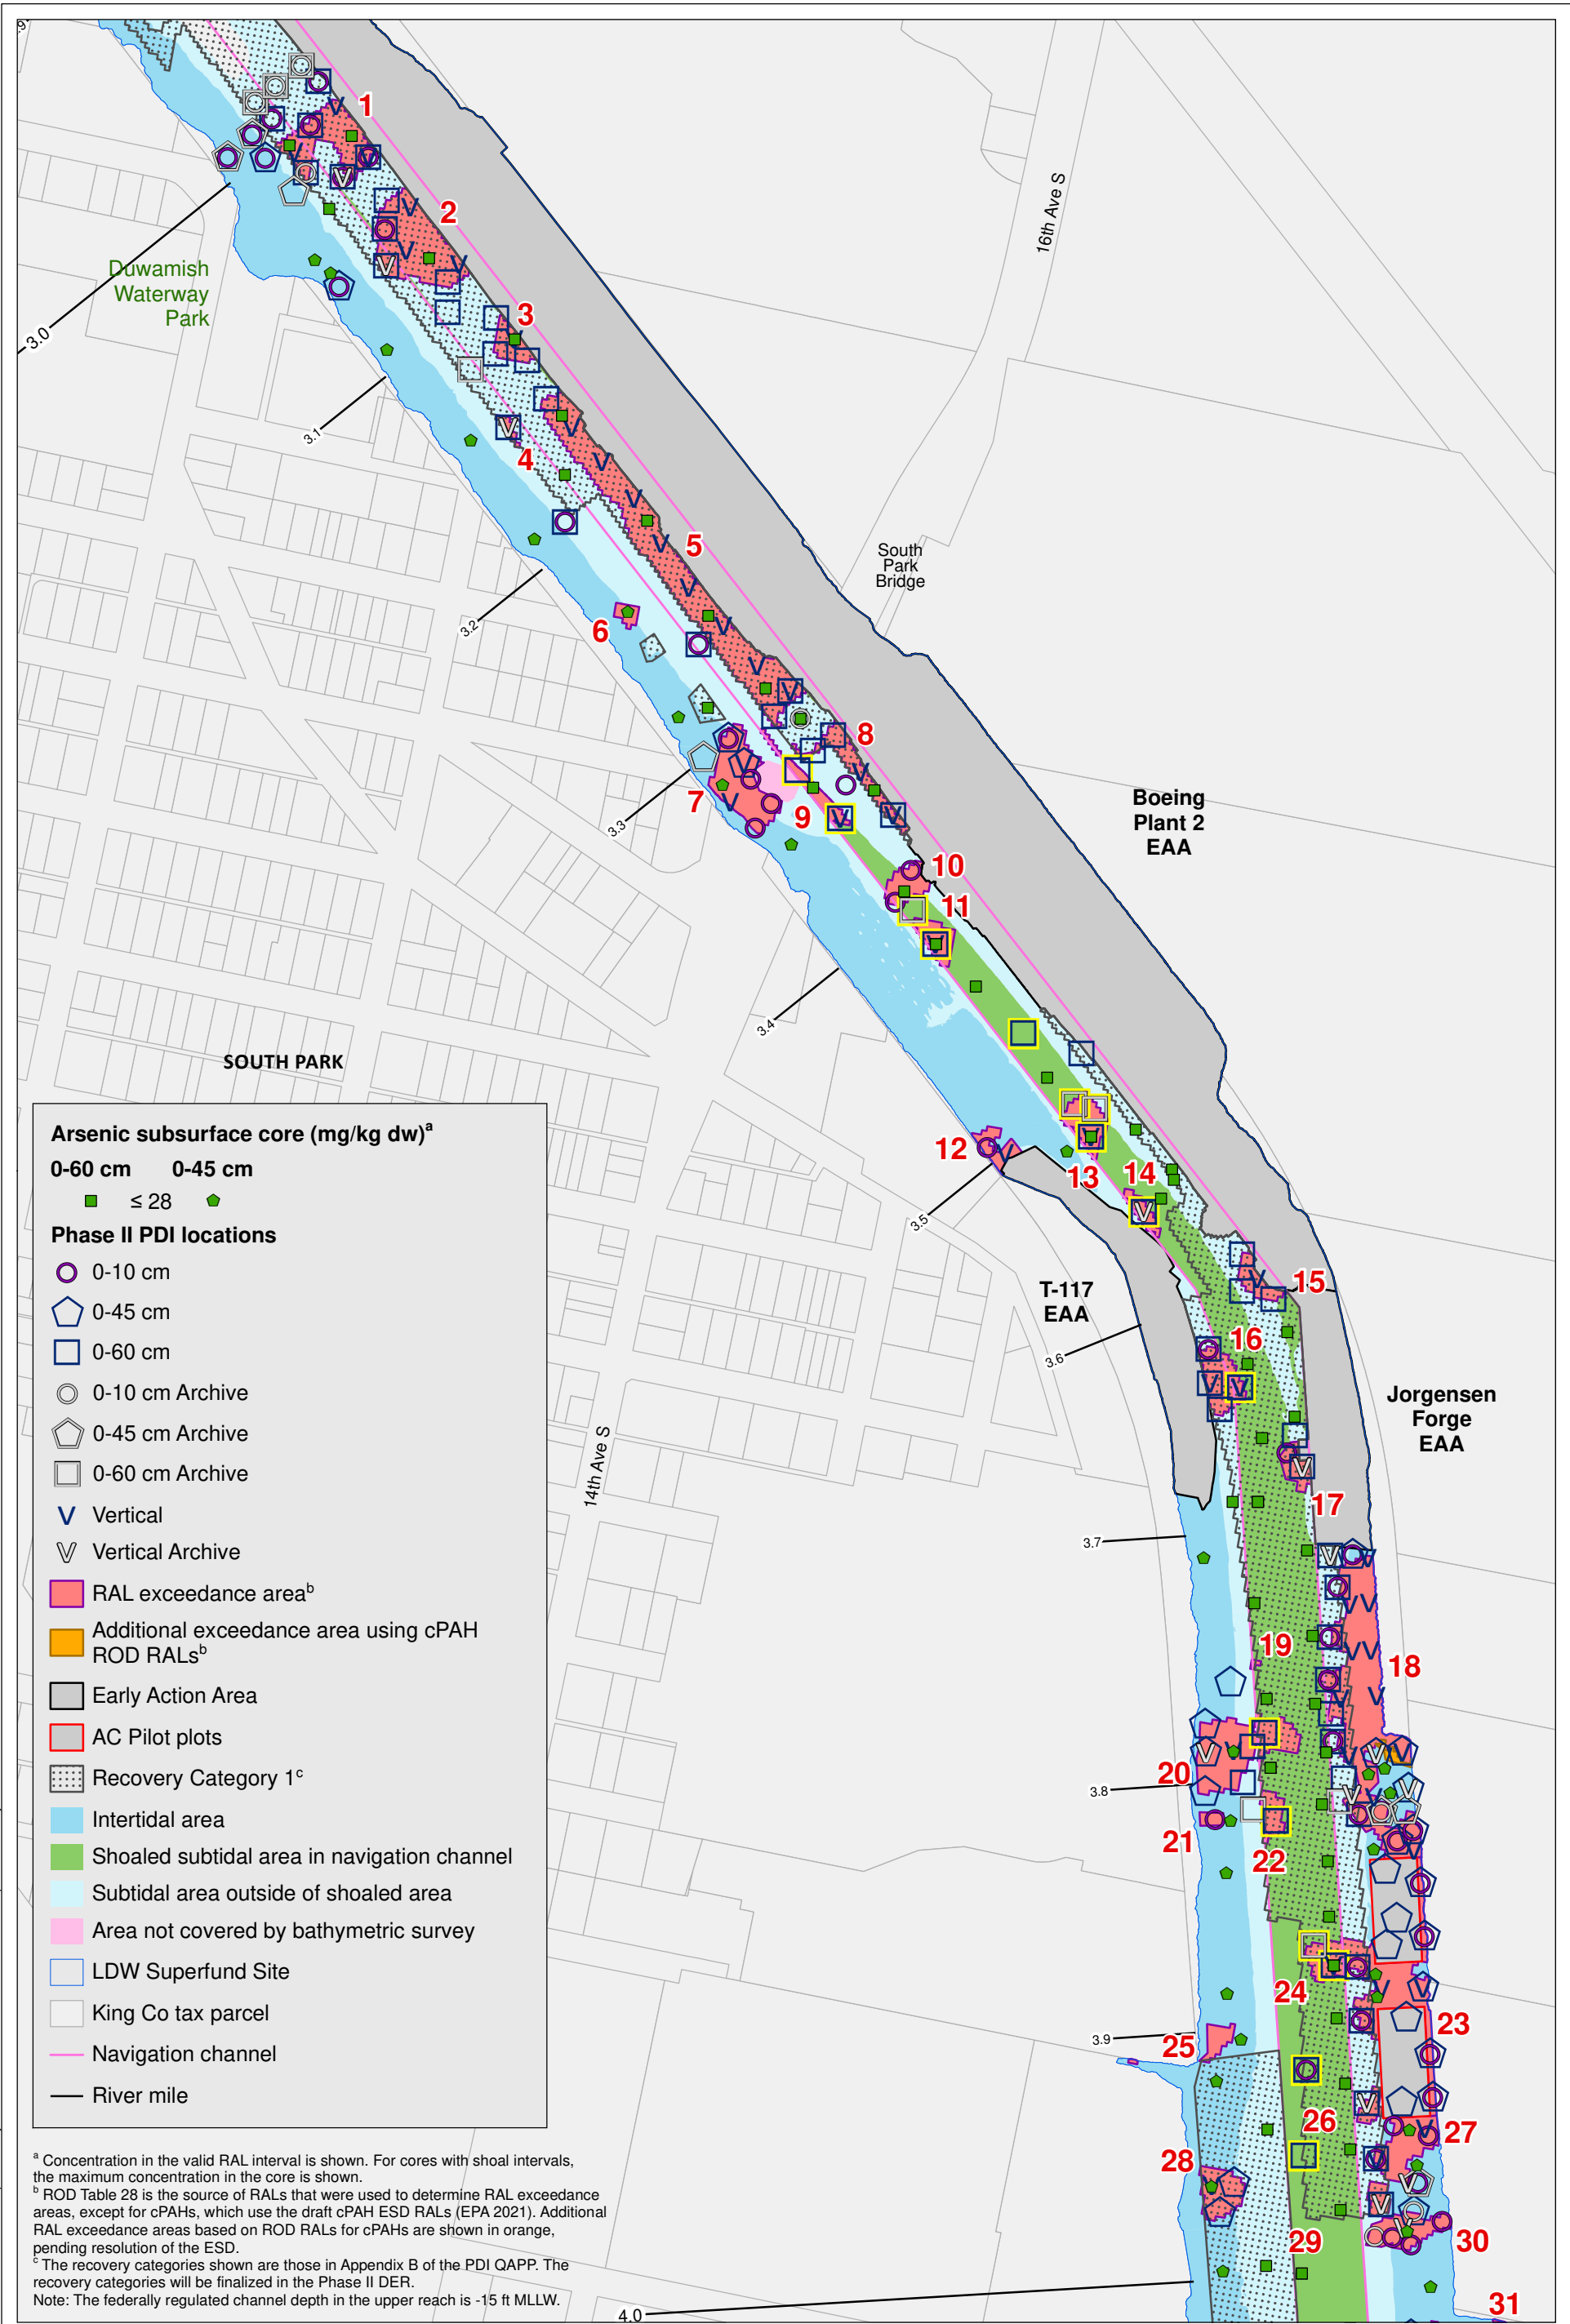 1
2
3
4
5
6
7
8
9
10
11
12
13
14
15
16
17
18
19
20
21
22
23
24
25
26
27
28
29
30
31
16th Ave S
Duwamish
Waterway
Park
3.0
3.1
3.2
3.3
3.4
3.5
3.6
3.7
3.8
3.9
4.0
South
Park
Bridge
Boeing
Plant 2
EAA
SOUTH PARK
T-117
EAA
Jorgensen
Forge
EAA
14th Ave S
Arsenic subsurface core (mg/kg dw)a
0-60 cm 0-45 cm
≤ 28
Phase II PDI locations
0-10 cm
0-45 cm
0-60 cm
0-10 cm Archive
0-45 cm Archive
0-60 cm Archive
V Vertical
V Vertical Archive
RAL exceedance areab
Additional exceedance area using cPAH
ROD RALsb
Early Action Area
AC Pilot plots
Recovery Category 1c
Intertidal area
Shoaled subtidal area in navigation channel
Subtidal area outside of shoaled area
Area not covered by bathymetric survey
LDW Superfund Site
King Co tax parcel
Navigation channel
River mile
a Concentration in the valid RAL interval is shown. For cores with shoal intervals,
the maximum concentration in the core is shown.
b ROD Table 28 is the source of RALs that were used to determine RAL exceedance
areas, except for cPAHs, which use the draft cPAH ESD RALs (EPA 2021). Additional
RAL exceedance areas based on ROD RALs for cPAHs are shown in orange,
pending resolution of the ESD.
c The recovery categories shown are those in Appendix B of the PDI QAPP. The
recovery categories will be finalized in the Phase II DER.
Note: The federally regulated channel depth in the upper reach is -15 ft MLLW.